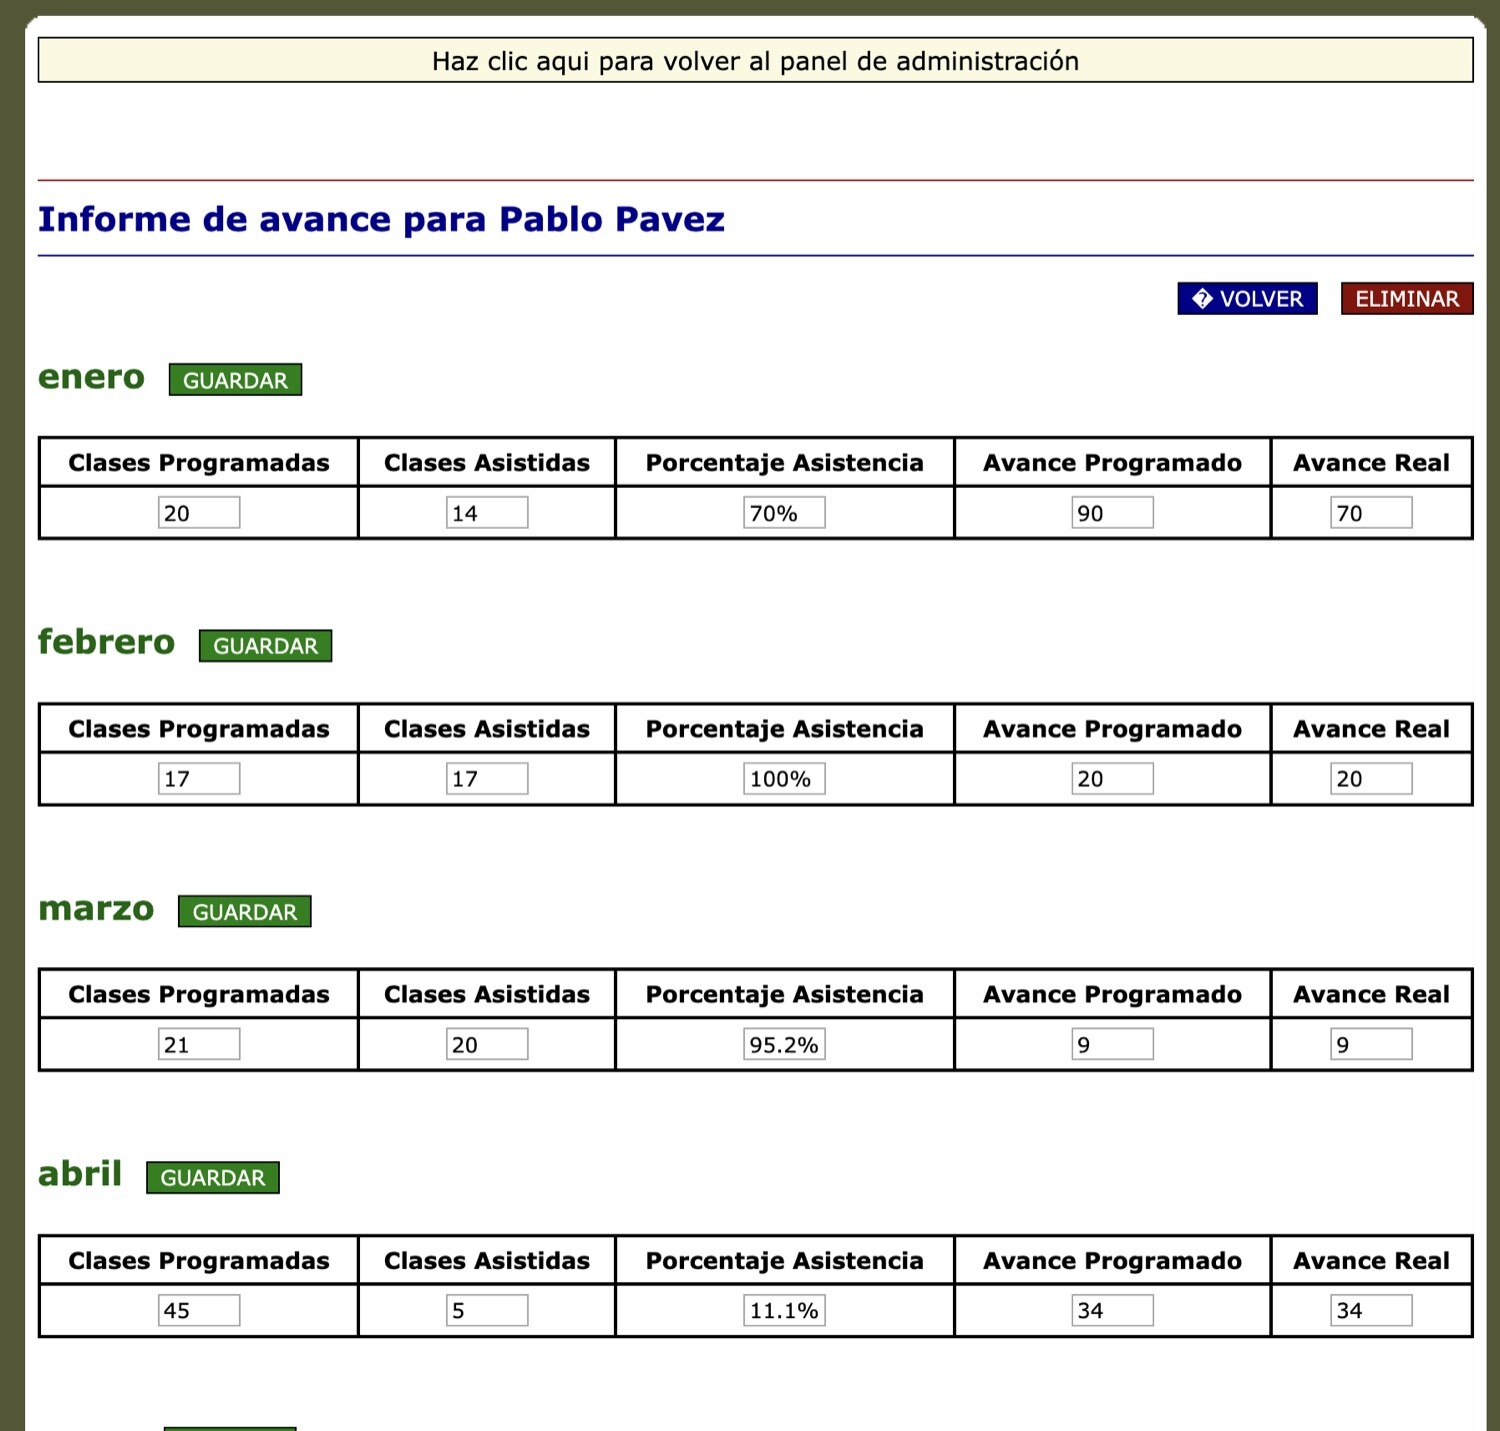 Haz clic aqui para volver al panel de administración
Informe de avance para Pablo Pavez
� VOLVER ELIMINAR
enero GUARDAR
Clases Programadas Clases Asistidas Porcentaje Asistencia Avance Programado Avance Real
20 14 70% 90 70
febrero GUARDAR
Clases Programadas Clases Asistidas Porcentaje Asistencia Avance Programado Avance Real
17 17 100% 20 20
marzo GUARDAR
Clases Programadas Clases Asistidas Porcentaje Asistencia Avance Programado Avance Real
21 20 95.2% 9 9
abril GUARDAR
Clases Programadas Clases Asistidas Porcentaje Asistencia Avance Programado Avance Real
45 5 11.1% 34 34